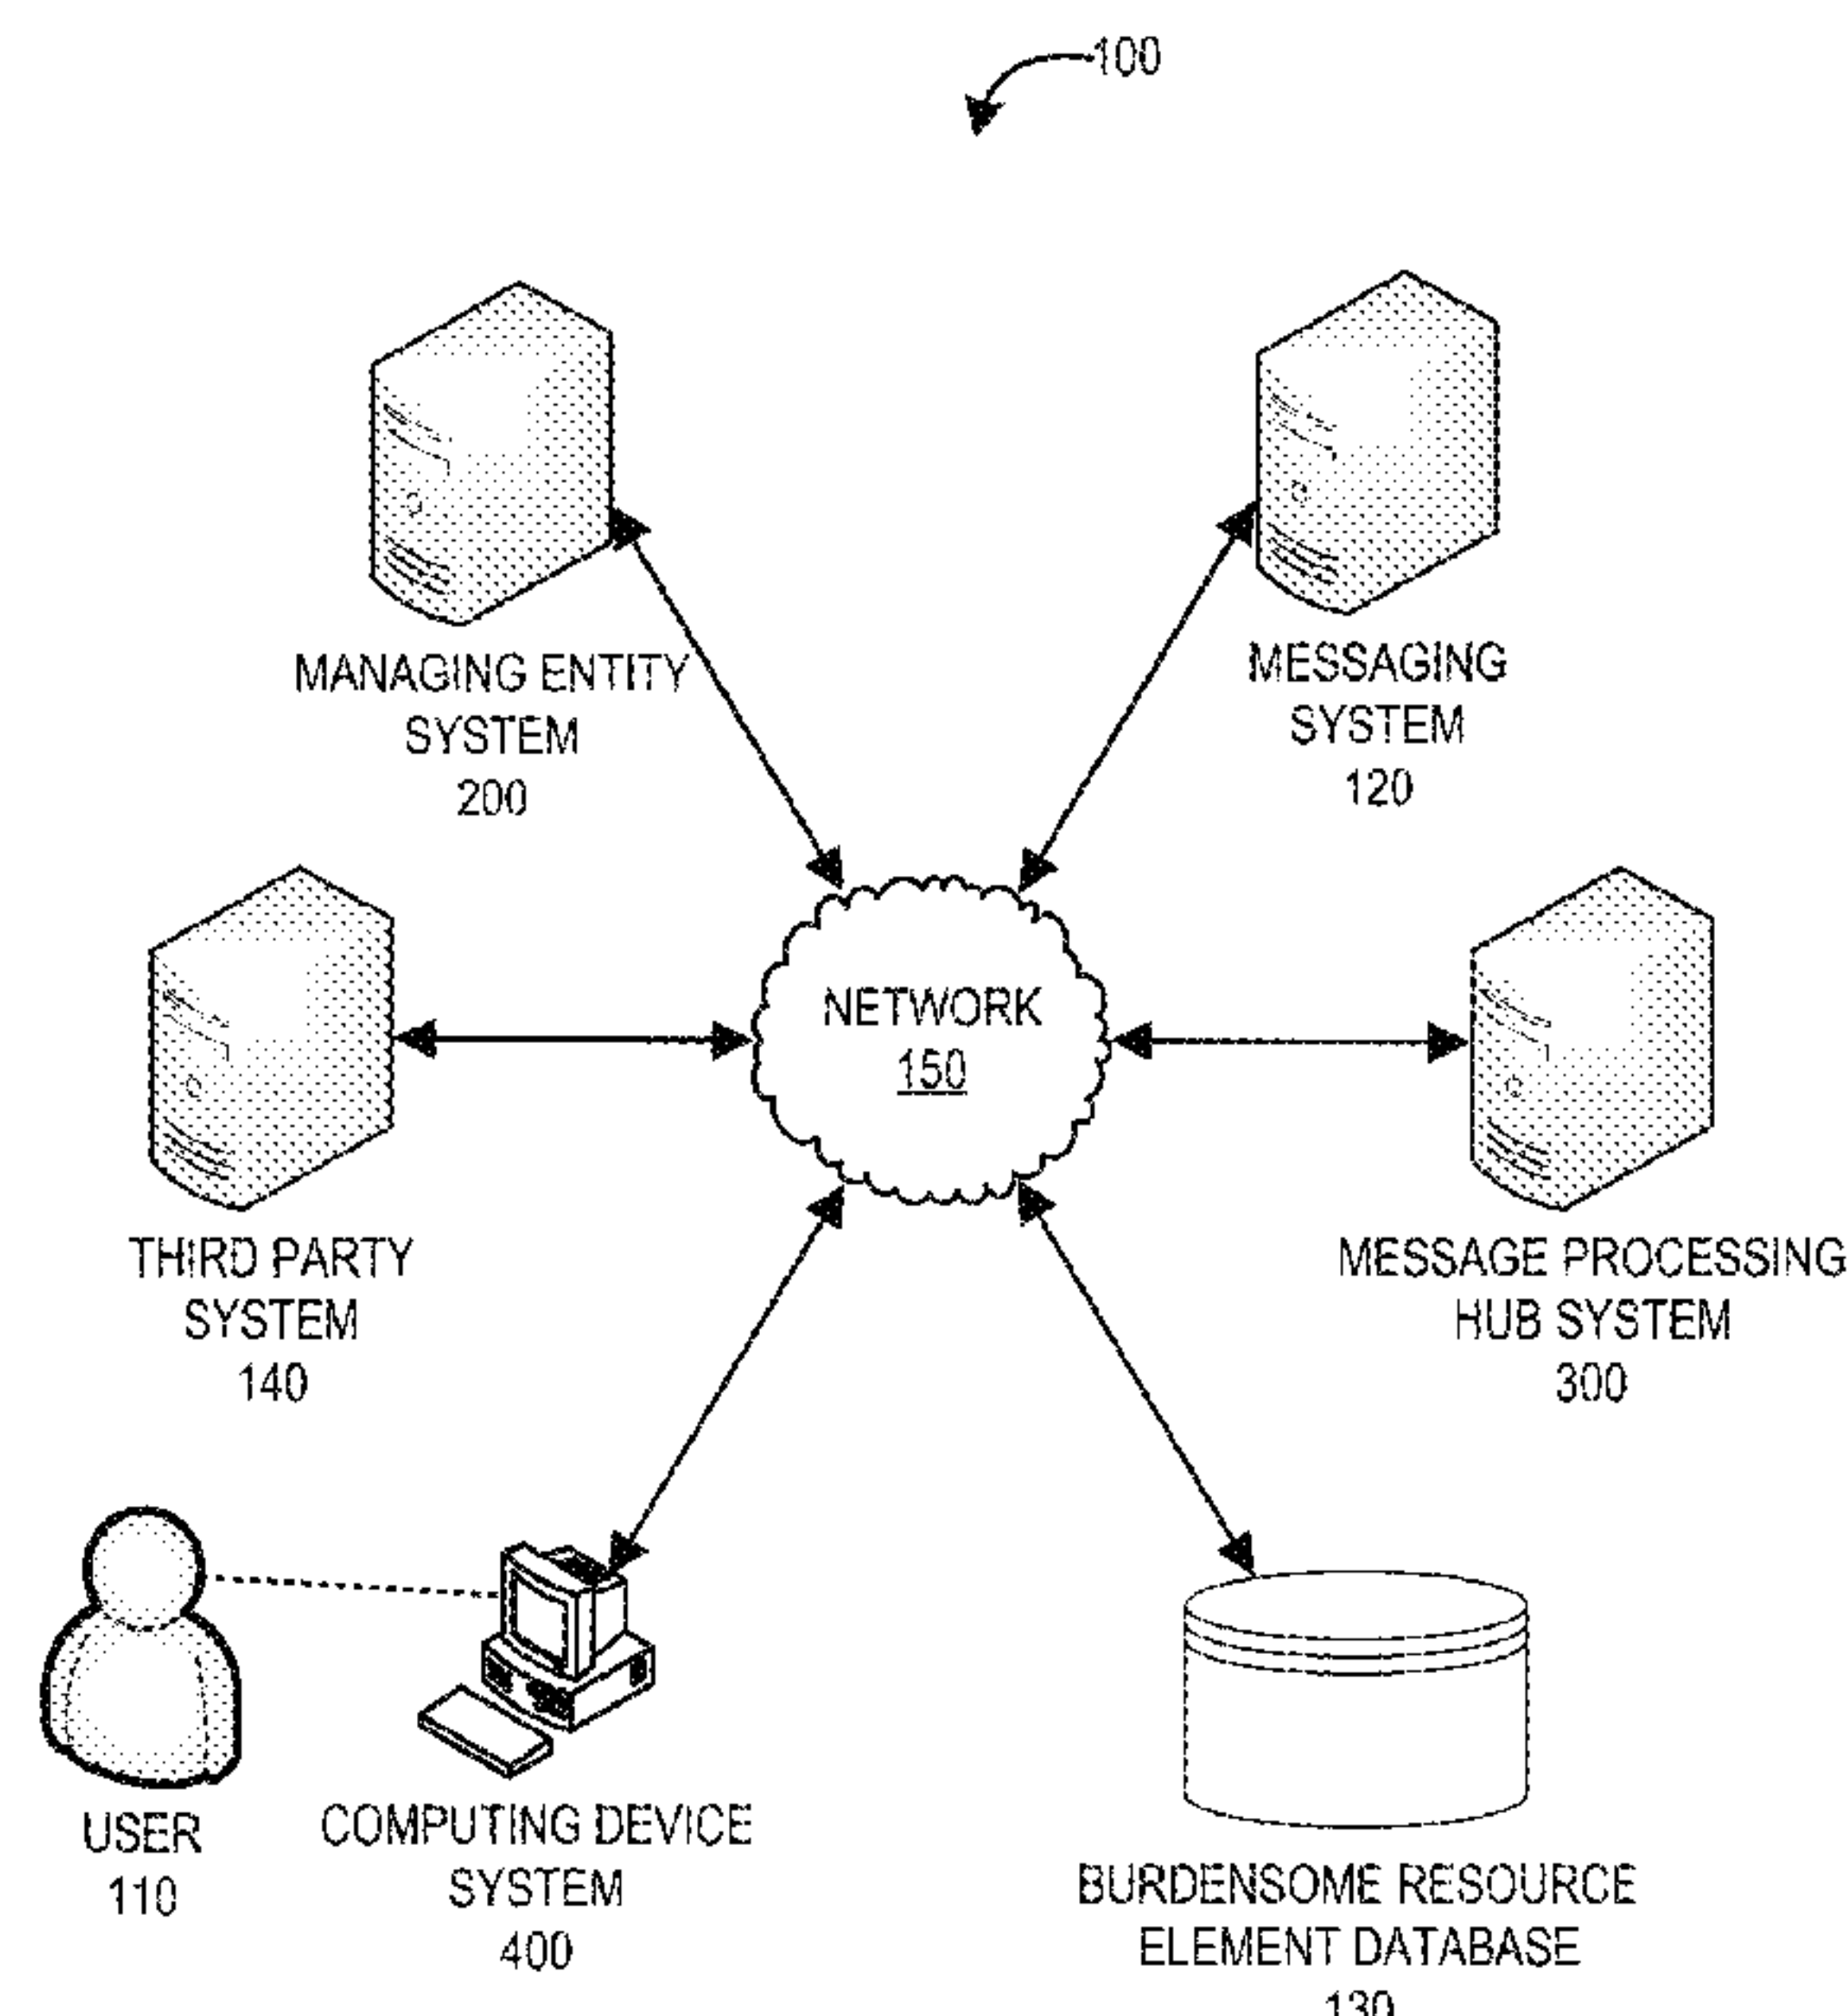 100
MANAGING ENTITY
SYSTEM
200
MESSAGING
SYSTEM
120
NETWORK
150
THIRD PARTY
SYSTEM
140
MESSAGE PROCESSING
HUB SYSTEM
300
USER
110
COMPUTING DEVICE
SYSTEM
400
BURDENSOME RESOURCE
ELEMENT DATABASE
130